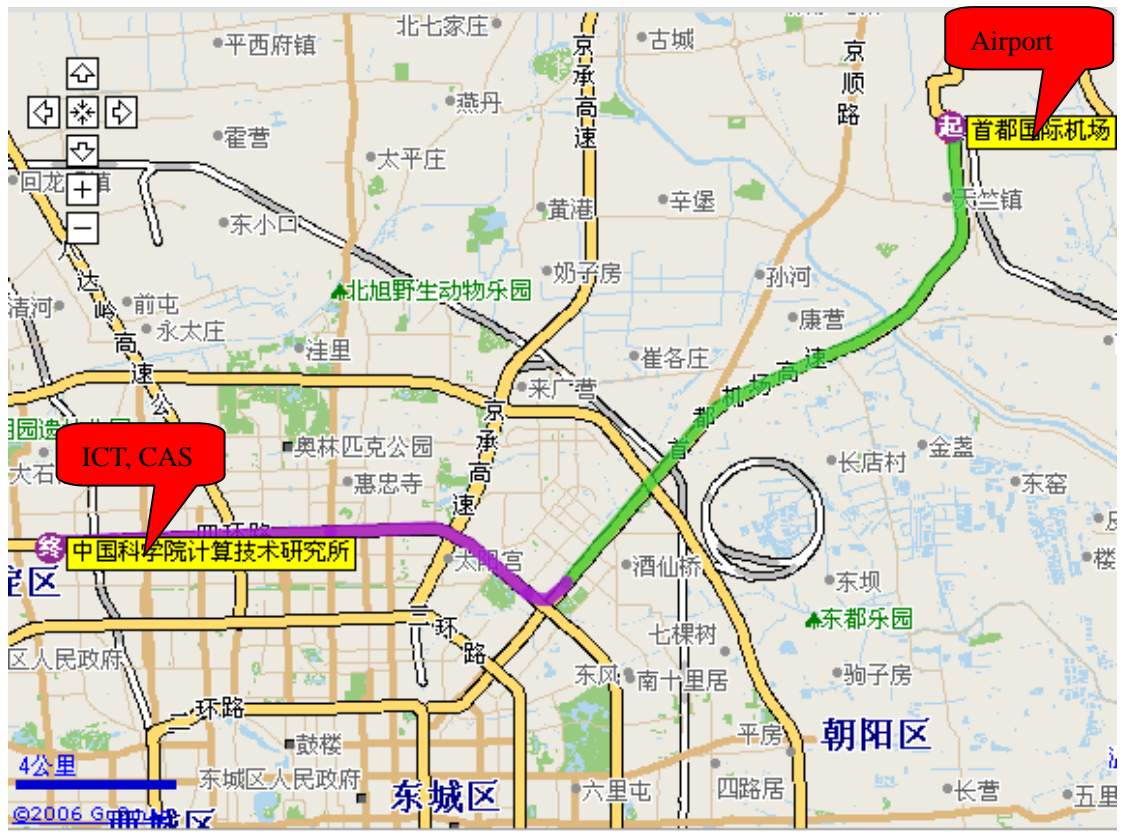 Airport
北七家庄
平西府镇
古城
京承高速
京顺路
燕丹
首都国际机场
起
霍营
太平庄
天竺镇
辛堡
黄港
东小口
奶子房
孙河
北旭野生动物乐园
八达岭高速公
前屯
清河
永太庄
康营
洼里
崔各庄
来广营
首都机场高速
京承高速
ICT, CAS
奥林匹克公园
金盏
长店村
惠忠寺
东窑
四环路
终
中国科学院计算技术研究所
太阳宫
酒仙桥
东坝
楼
东都乐园
三环路
七棵树
区人民政府
东风
南十里居
驹子房
二环路
朝阳区
平房
鼓楼
4公里
东城区人民政府
东城区
六里屯
四路居
长营
五里
©2006